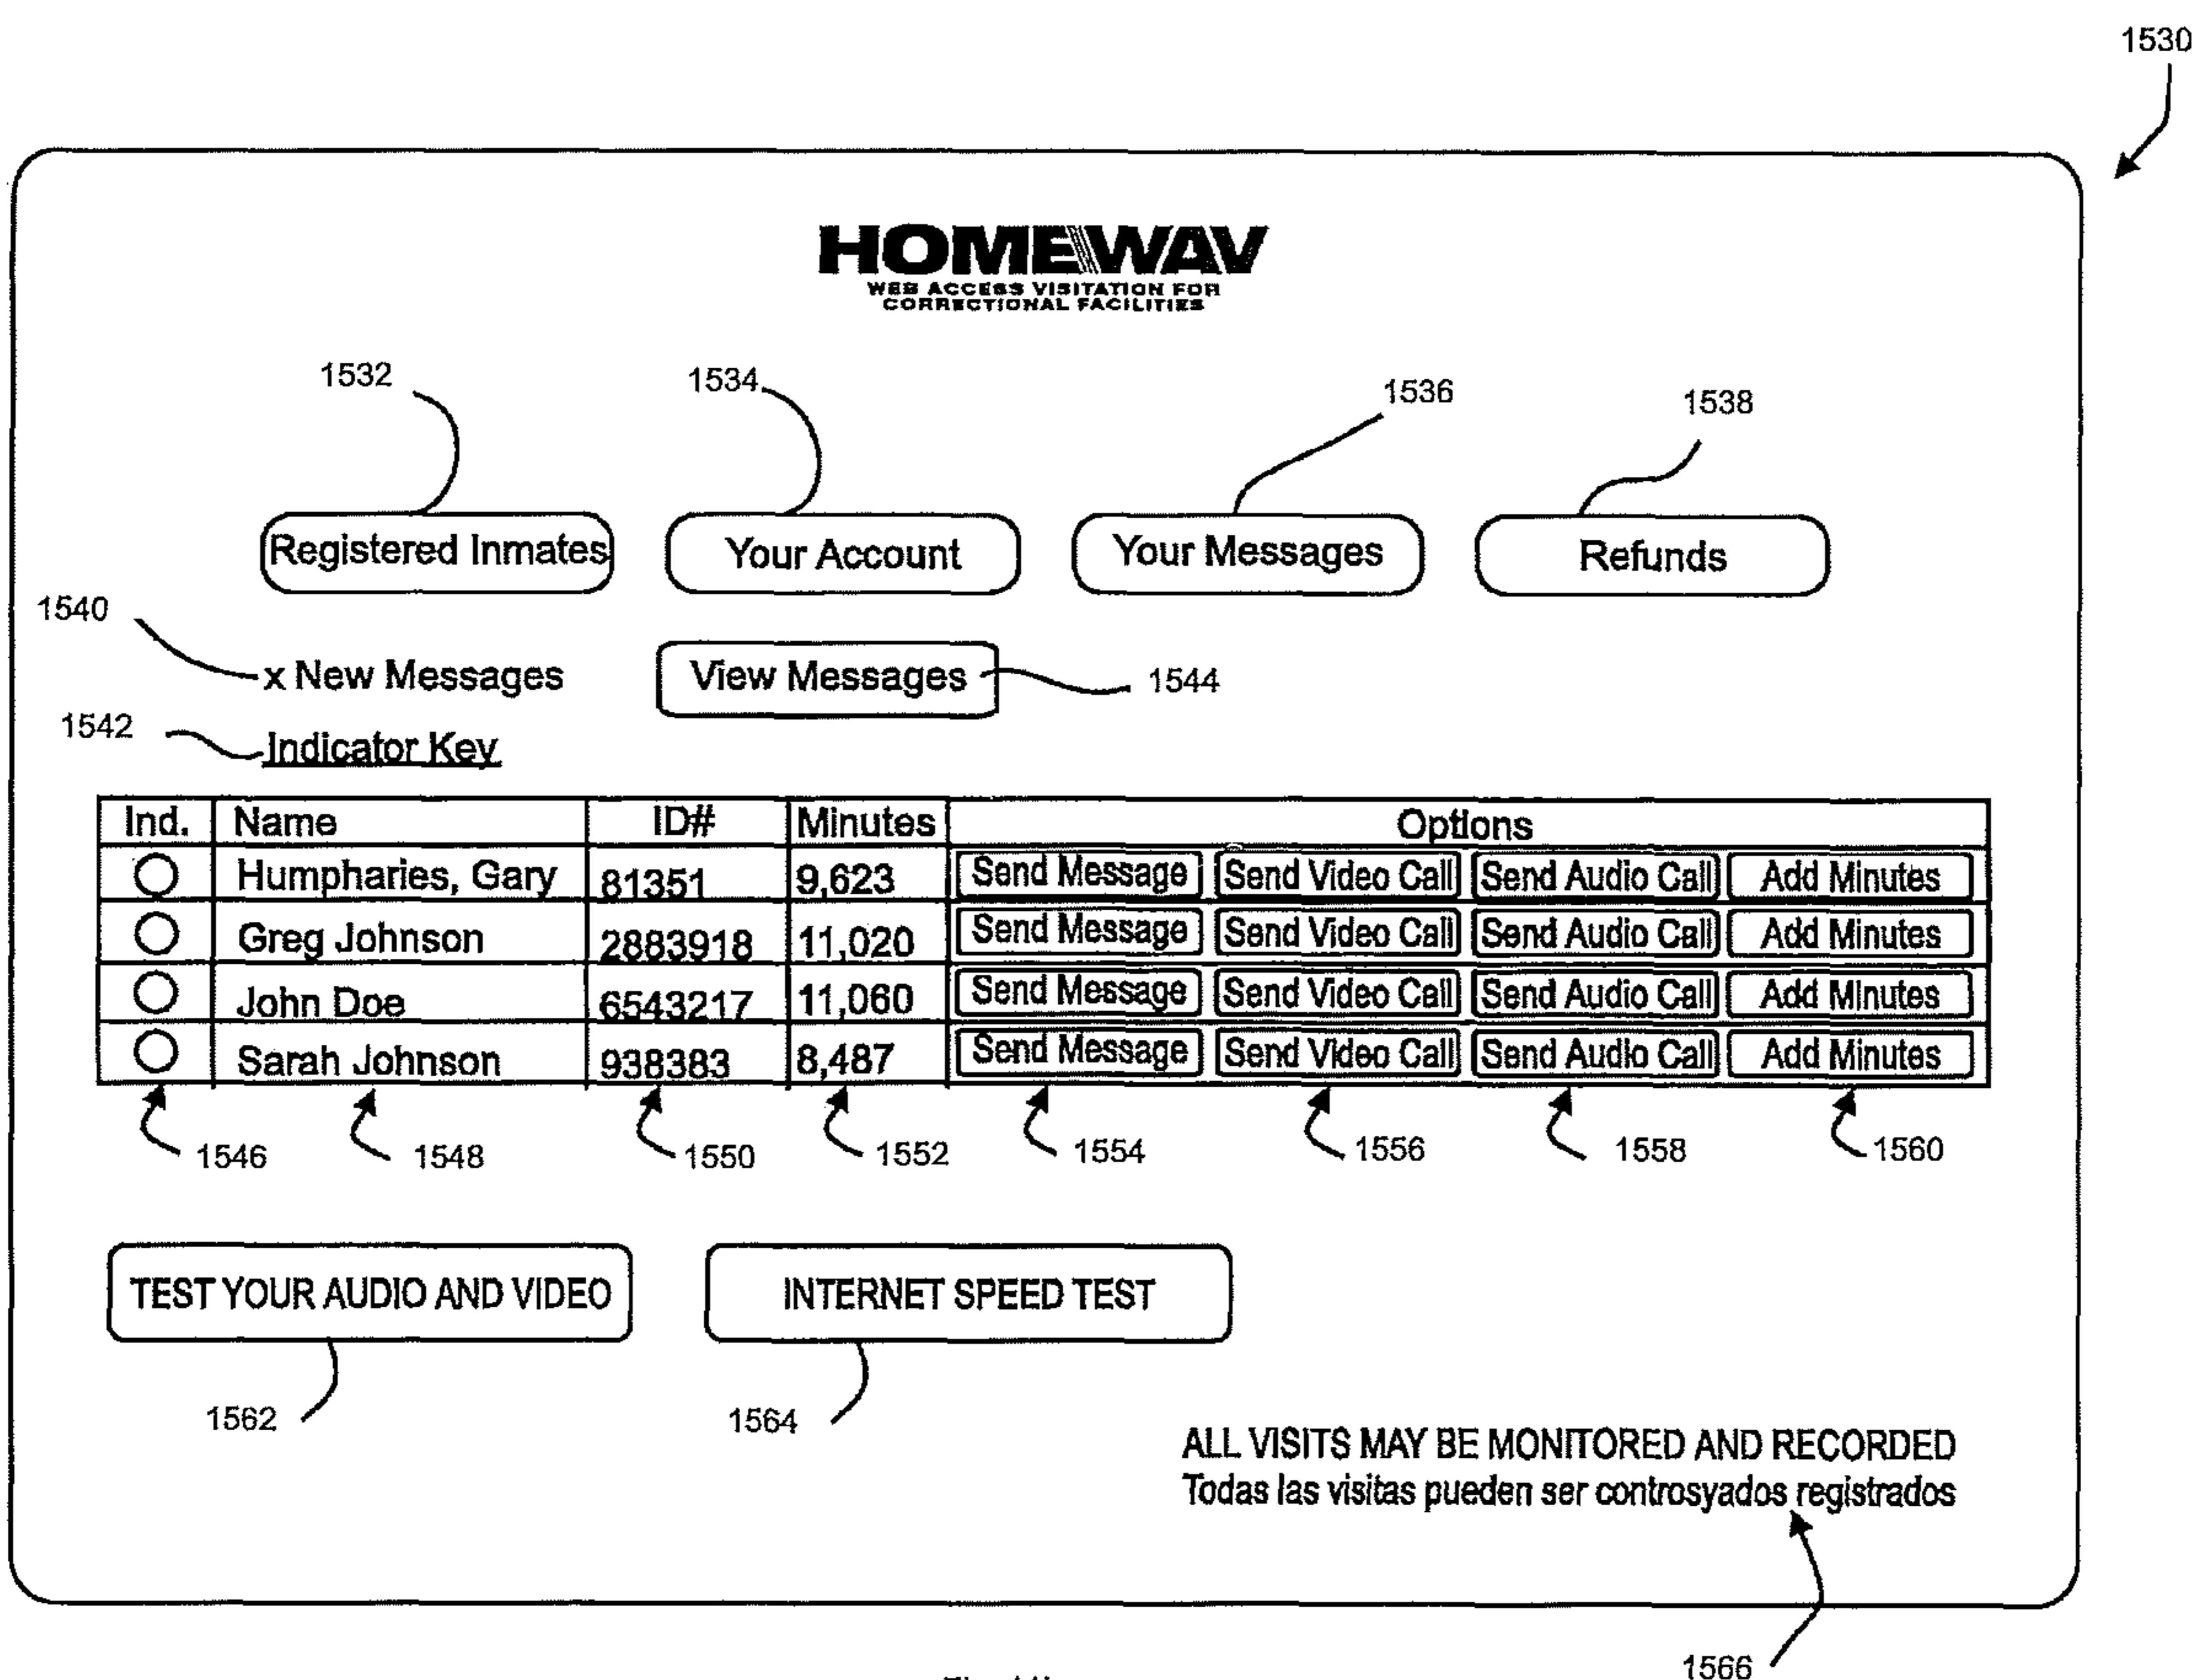 1530
HOMEWAV
WEB ACCESS VISITATION FOR
CORRECTIONAL FACILITIES
1532 1534 1536 1538
Registered Inmates Your Account Your Messages Refunds
1540
x New Messages View Messages 1544
1542
Indicator Key
Ind. Name ID# Minutes Options
Humpharies, Gary 81351 9,623 Send Message Send Video Call Send Audio Call Add Minutes
Greg Johnson 2883918 11,020 Send Message Send Video Call Send Audio Call Add Minutes
John Doe 6543217 11,060 Send Message Send Video Call Send Audio Call Add Minutes
Sarah Johnson 938383 8,487 Send Message Send Video Call Send Audio Call Add Minutes
1546 1548 1550 1552 1554 1556 1558 1560
TEST YOUR AUDIO AND VIDEO INTERNET SPEED TEST
1562 1564
ALL VISITS MAY BE MONITORED AND RECORDED
Todas las visitas pueden ser controsyados registrados
1566